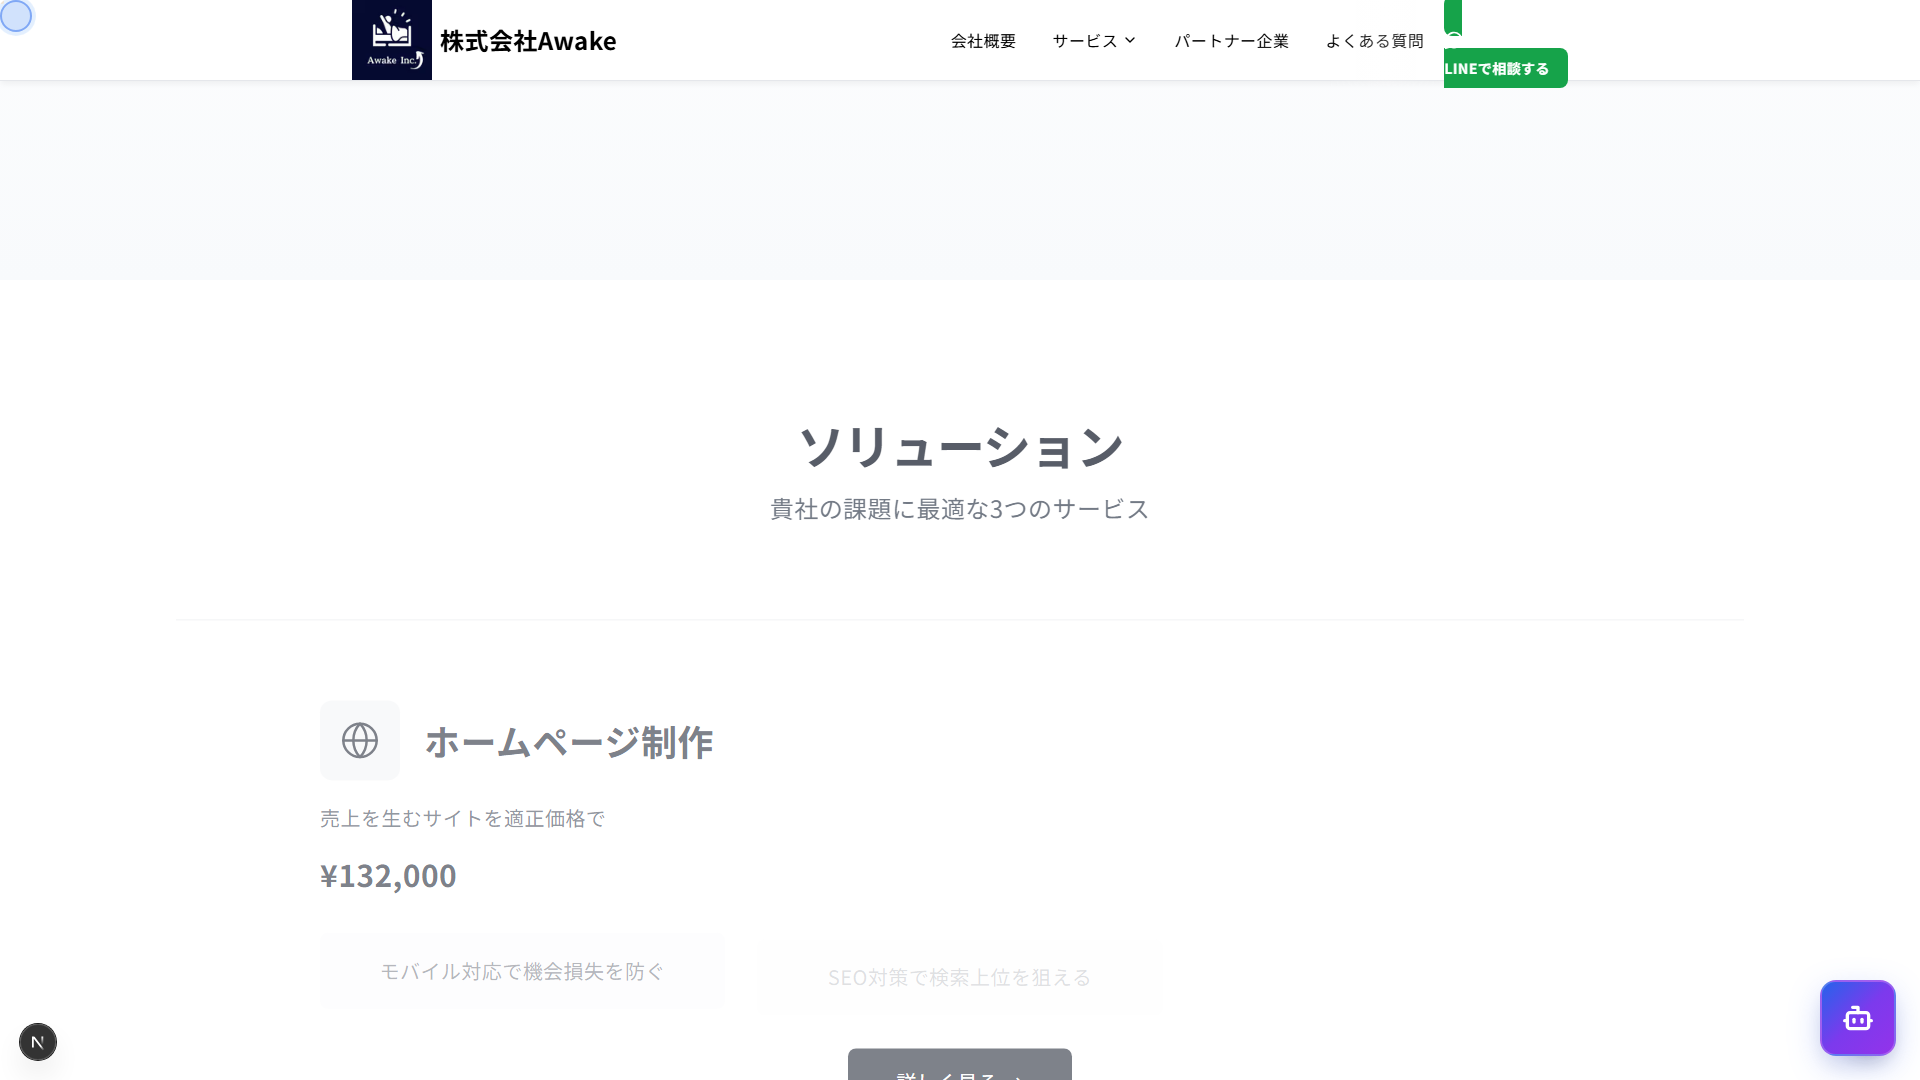 Awake Inc.
株式会社Awake
会社概要
サービス
パートナー企業
よくある質問
LINEで相談する
ソリューション
貴社の課題に最適な3つのサービス
ホームページ制作
売上を生むサイトを適正価格で
¥132,000
モバイル対応で機会損失を防ぐ
SEO対策で検索上位を狙える
詳しく見る
N